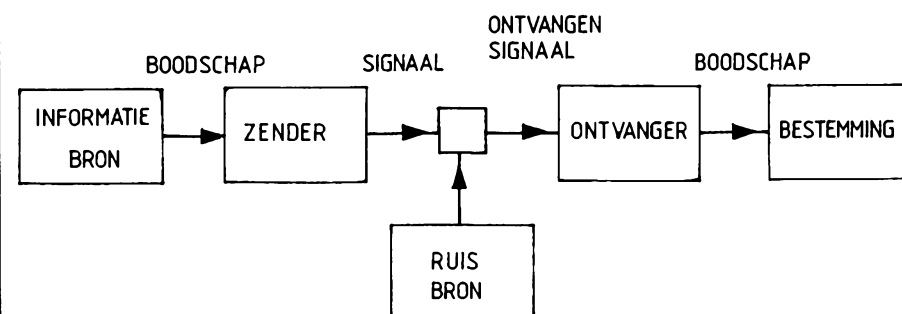 ONTVANGEN
SIGNAAL
BOODSCHAP
SIGNAAL
BOODSCHAP
INFORMATIE
BRON
ZENDER
ONTVANGER
BESTEMMING
RUIS
BRON